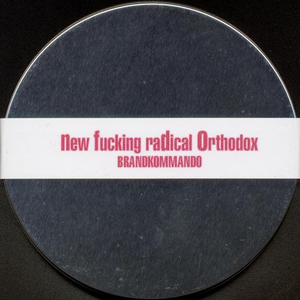 New fucking radical Orthodox
BRANDKOMMANDO